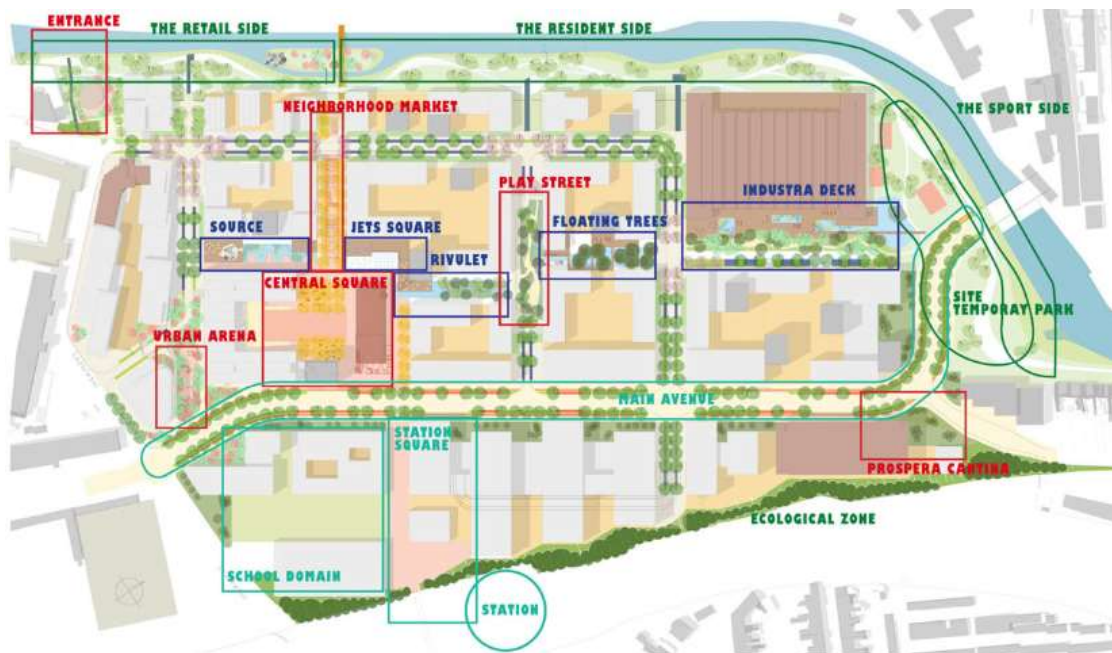 ENTRANCE
THE RETAIL SIDE
THE RESIDENT SIDE
THE SPORT SIDE
NEIGHBORHOOD MARKET
PLAY STREET
INDUSTRA DECK
SOURCE
JETS SQUARE
FLOATING TREES
RIVULET
CENTRAL SQUARE
SITE
TEMPORAY PARK
URBAN ARENA
MAIN AVENUE
STATION
SQUARE
PROSPERA CANTINA
ECOLOGICAL ZONE
SCHOOL DOMAIN
STATION